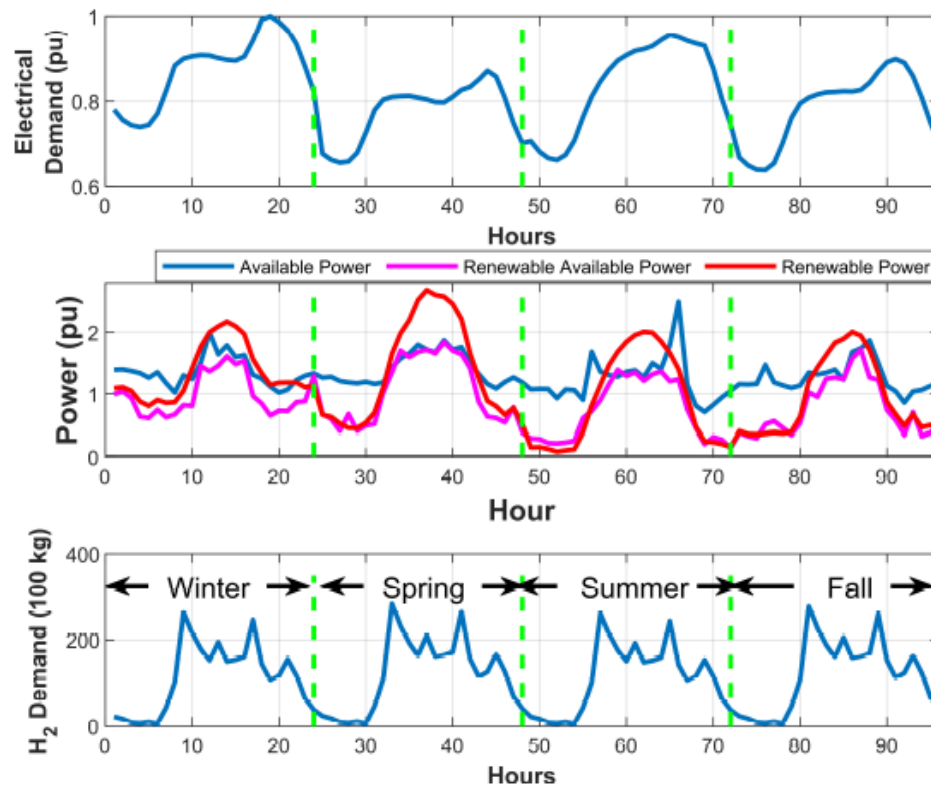 Electrical
Demand (pu)
1
0.8
0.6
0 10 20 30 40 50 60 70 80 90
Hours
Available Power Renewable Available Power Renewable Power
Power (pu)
2
1
0
0 10 20 30 40 50 60 70 80 90
Hour
H2 Demand (100 kg)
400
200
0
Winter Spring Summer Fall
0 10 20 30 40 50 60 70 80 90
Hours